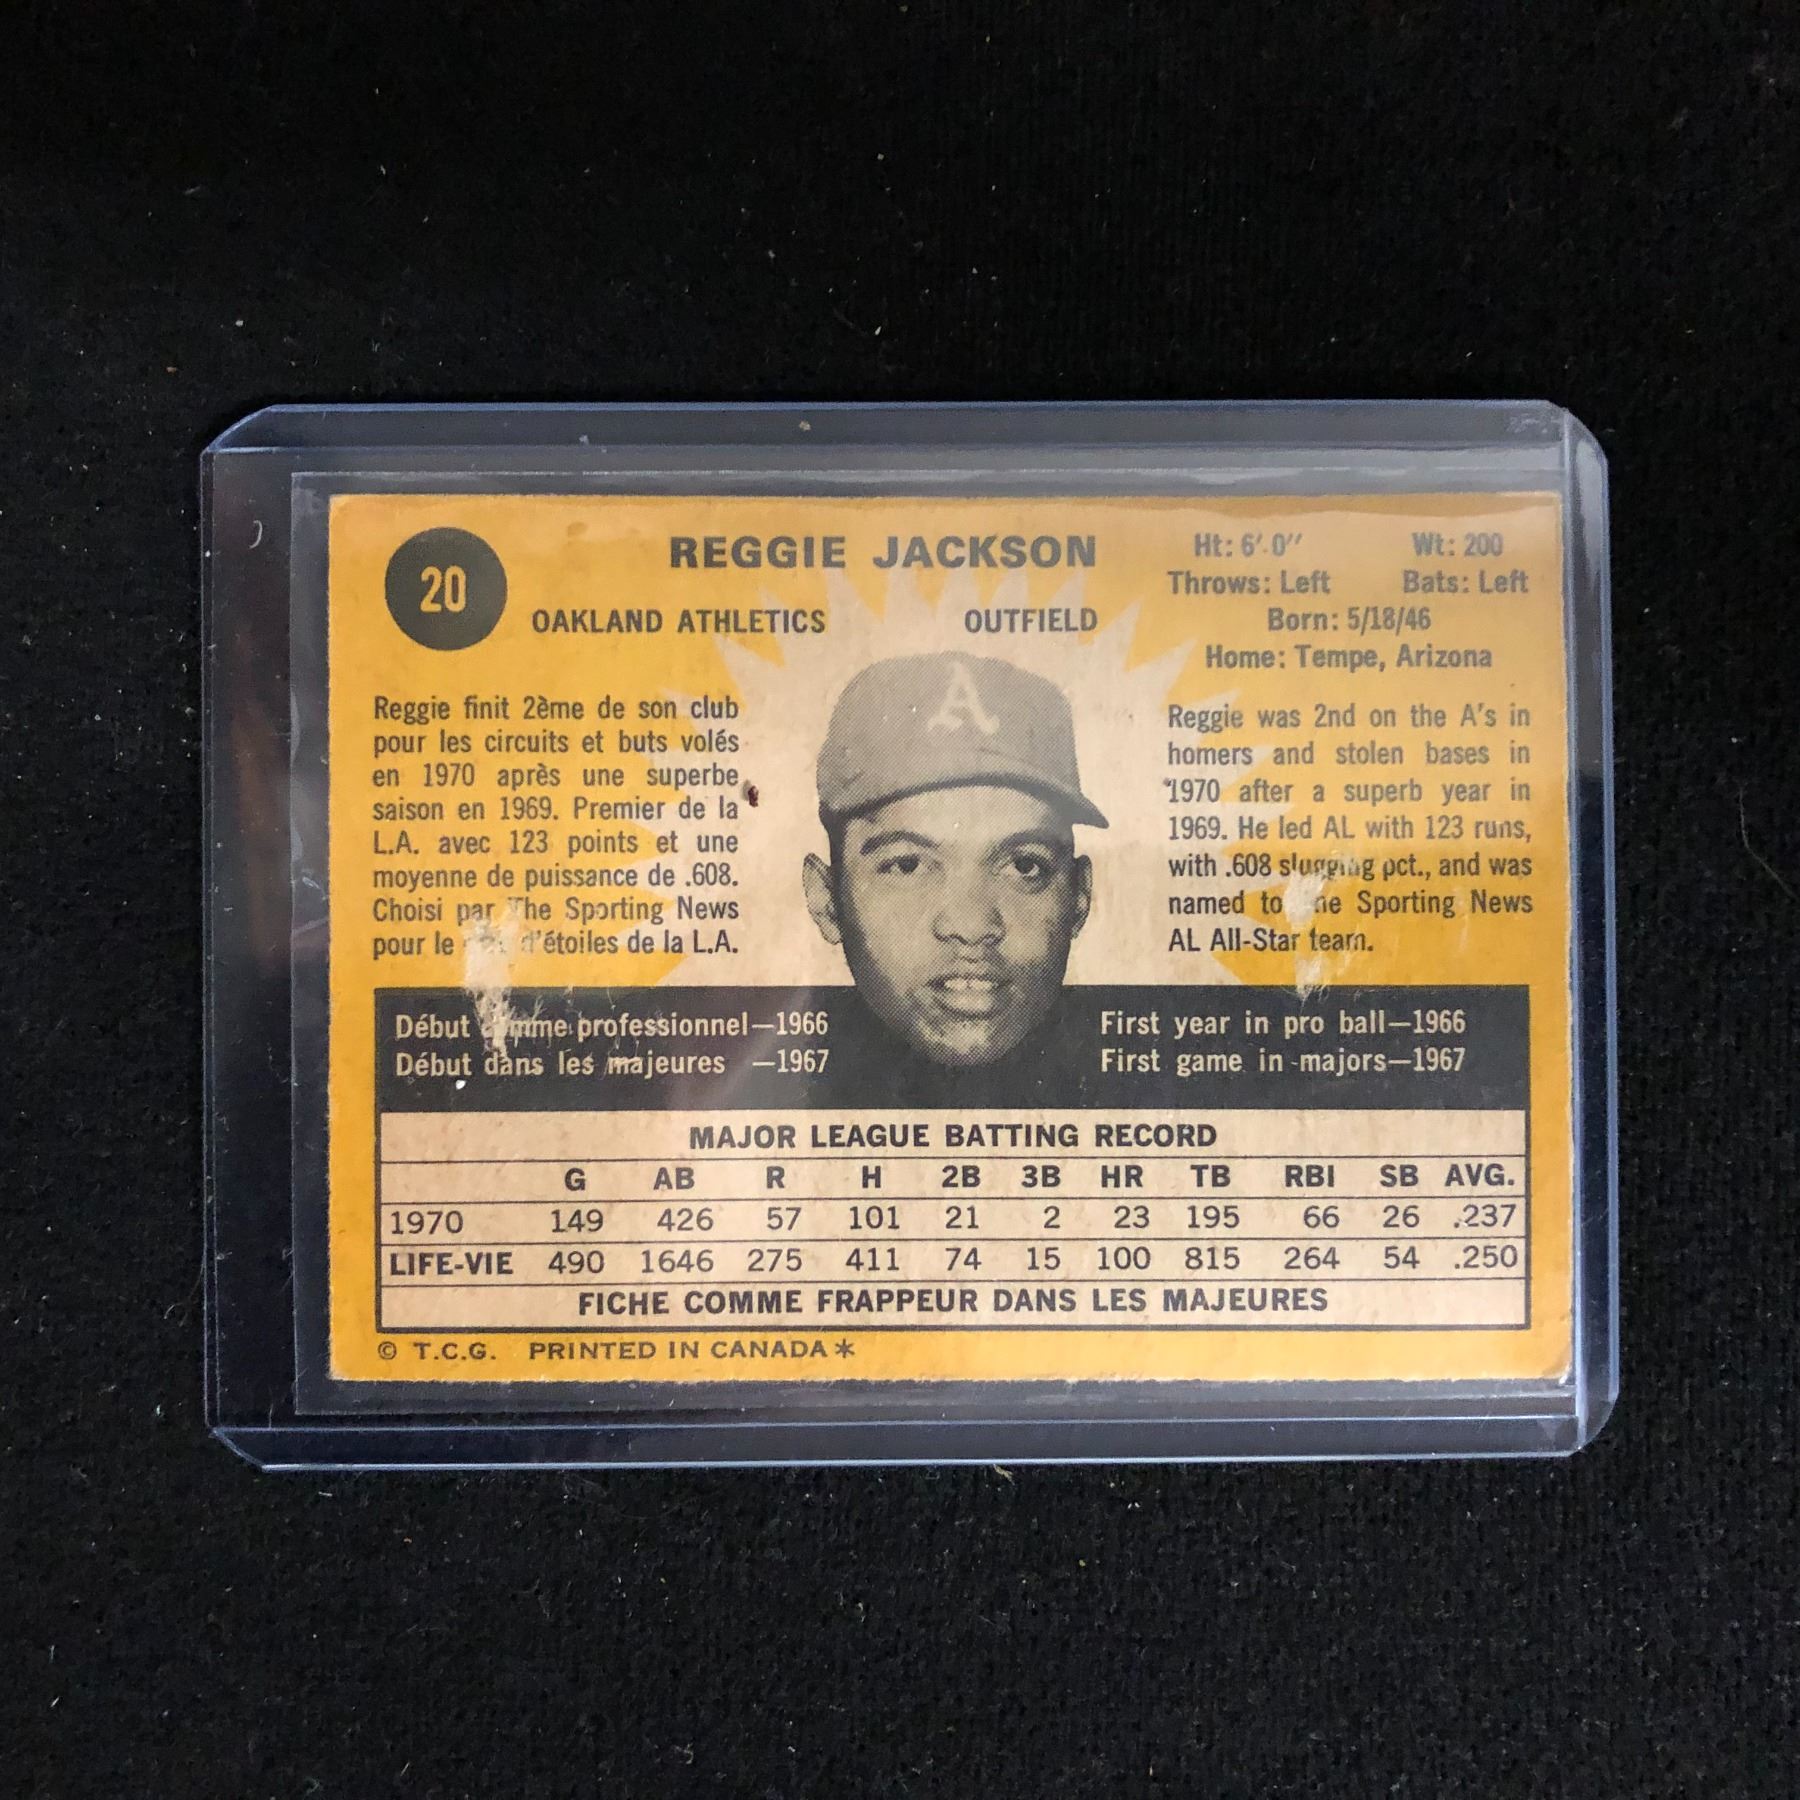 20
REGGIE JACKSON
OAKLAND ATHLETICS OUTFIELD
Ht: 6'.0" Wt: 200
Throws: Left Bats: Left
Born: 5/18/46
Home: Tempe, Arizona
A
Reggie finit 2ème de son club
pour les circuits et buts volés
en 1970 après une superbe
saison en 1969. Premier de la
L.A. avec 123 points et une
moyenne de puissance de .608.
Choisi par The Sporting News
pour le d'étoiles de la L.A.
Reggie was 2nd on the A's in
homers and stolen bases in
1970 after a superb year in
1969. He led AL with 123 runs,
with .608 slugging pct., and was
named to Sporting News
AL All-Star team.
Début comme professionnel—1966
Début dans les majeures —1967
First year in pro ball—1966
First game in majors—1967
MAJOR LEAGUE BATTING RECORD
G AB R H 2B 3B HR TB RBI SB AVG.
1970 149 426 57 101 21 2 23 195 66 26 .237
LIFE-VIE 490 1646 275 411 74 15 100 815 264 54 .250
FICHE COMME FRAPPEUR DANS LES MAJEURES
© T.C.G. PRINTED IN CANADA *